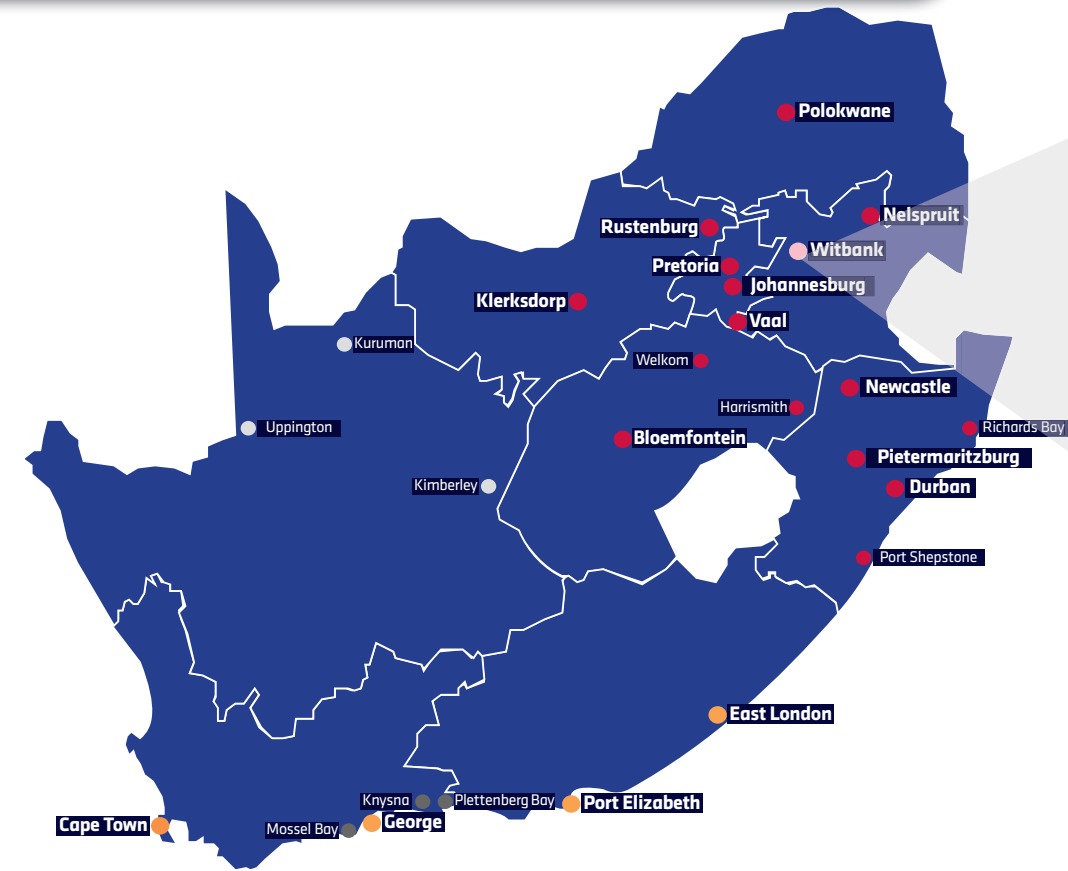 Polokwane
Nelspruit
Rustenburg
Witbank
Pretoria
Johannesburg
Klerksdorp
Vaal
Kuruman
Welkom
Newcastle
Harrismith
Uppington
Richards Bay
Bloemfontein
Pietermaritzburg
Kimberley
Durban
Port Shepstone
East London
Knysna
Plettenberg Bay
Port Elizabeth
George
Cape Town
Mossel Bay